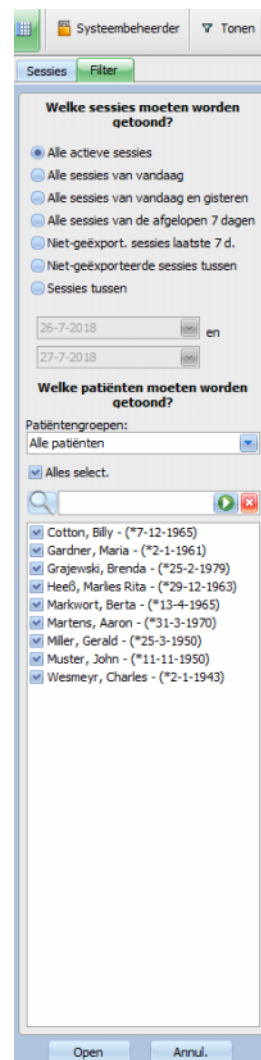 Systeembeheerder Tonen
Sessies Filter
Welke sessies moeten worden
getoond?
Alle actieve sessies
Alle sessies van vandaag
Alle sessies van vandaag en gisteren
Alle sessies van de afgelopen 7 dagen
Niet-geëxport. sessies laatste 7 d.
Niet-geëxporteerde sessies tussen
Sessies tussen
26-7-2018 en
27-7-2018
Welke patiënten moeten worden
getoond?
Patiëntengroepen:
Alle patiënten
Alles select.
Cotton, Billy - (*7-12-1965)
Gardner, Maria - (*2-1-1961)
Grajewski, Brenda - (*25-2-1979)
Heeß, Marlies Rita - (*29-12-1963)
Markwort, Berta - (*13-4-1965)
Martens, Aaron - (*31-3-1970)
Miller, Gerald - (*25-3-1950)
Muster, John - (*11-11-1950)
Wesmeyr, Charles - (*2-1-1943)
Open Annul.